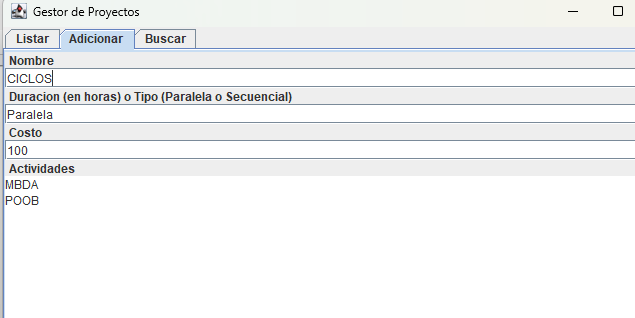 Gestor de Proyectos
Listar Adicionar Buscar
Nombre
CICLOS
Duracion (en horas) o Tipo (Paralela o Secuencial)
Paralela
Costo
100
Actividades
MBDA
POOB